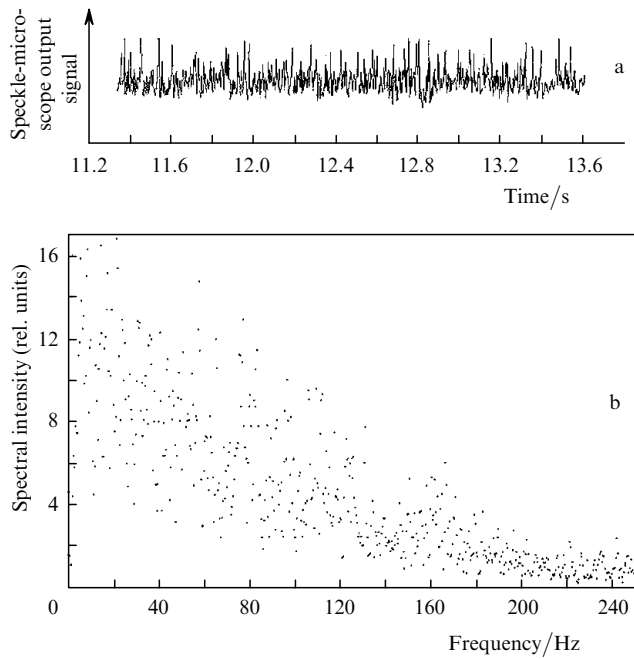 Speckle-micro-
scope output
signal
a
11.2 11.6 12.0 12.4 12.8 13.2 13.6
Time/s
Spectral intensity (rel. units)
16
12
8
4
b
0 40 80 120 160 200 240
Frequency/Hz